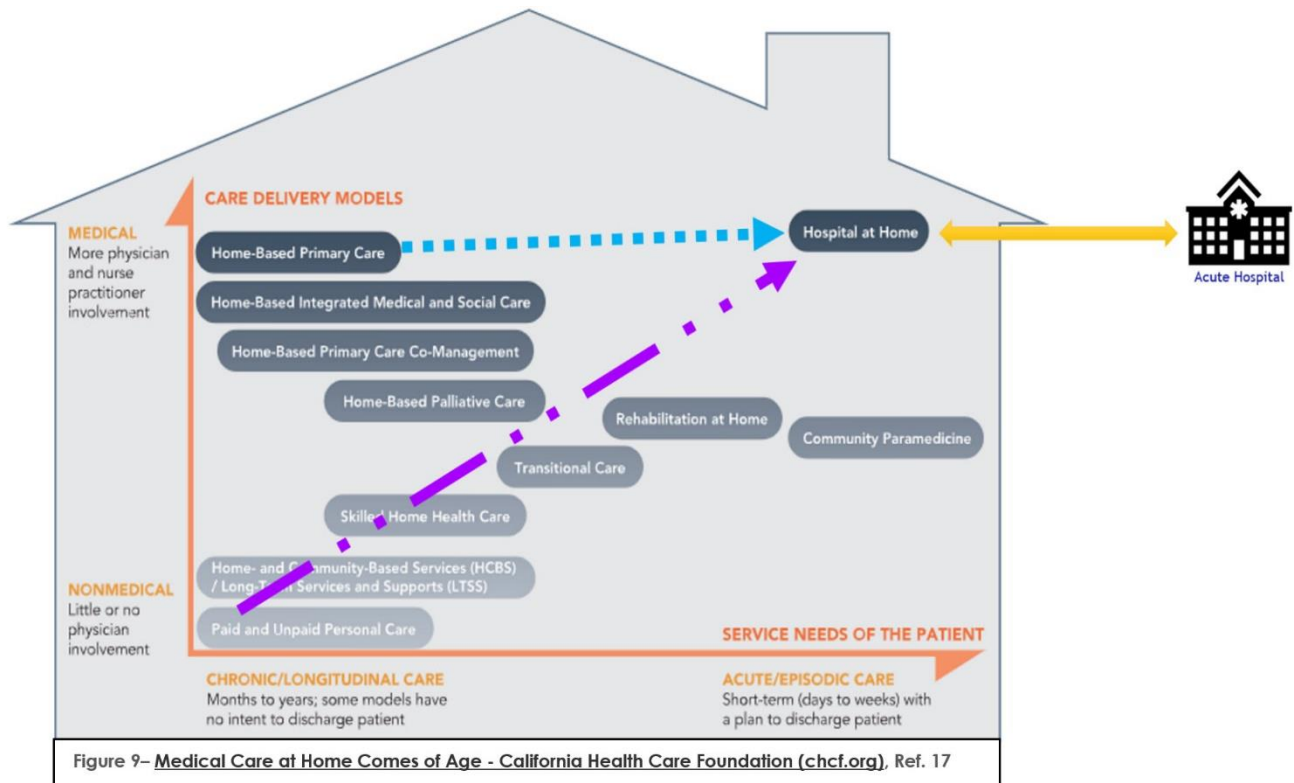 CARE DELIVERY MODELS
MEDICAL
More physician
and nurse
practitioner
involvement
Home-Based Primary Care
Hospital at Home
Acute Hospital
Home-Based Integrated Medical and Social Care
Home-Based Primary Care Co-Management
Home-Based Palliative Care
Rehabilitation at Home
Community Paramedicine
Transitional Care
Skilled Home Health Care
Home- and Community-Based Services (HCBS)
/ Long-Term Services and Supports (LTSS)
Paid and Unpaid Personal Care
NONMEDICAL
Little or no
physician
involvement
SERVICE NEEDS OF THE PATIENT
CHRONIC/LONGITUDINAL CARE
Months to years; some models have
no intent to discharge patient
ACUTE/EPISODIC CARE
Short-term (days to weeks) with
a plan to discharge patient
Figure 9– Medical Care at Home Comes of Age - California Health Care Foundation (chcf.org), Ref. 17